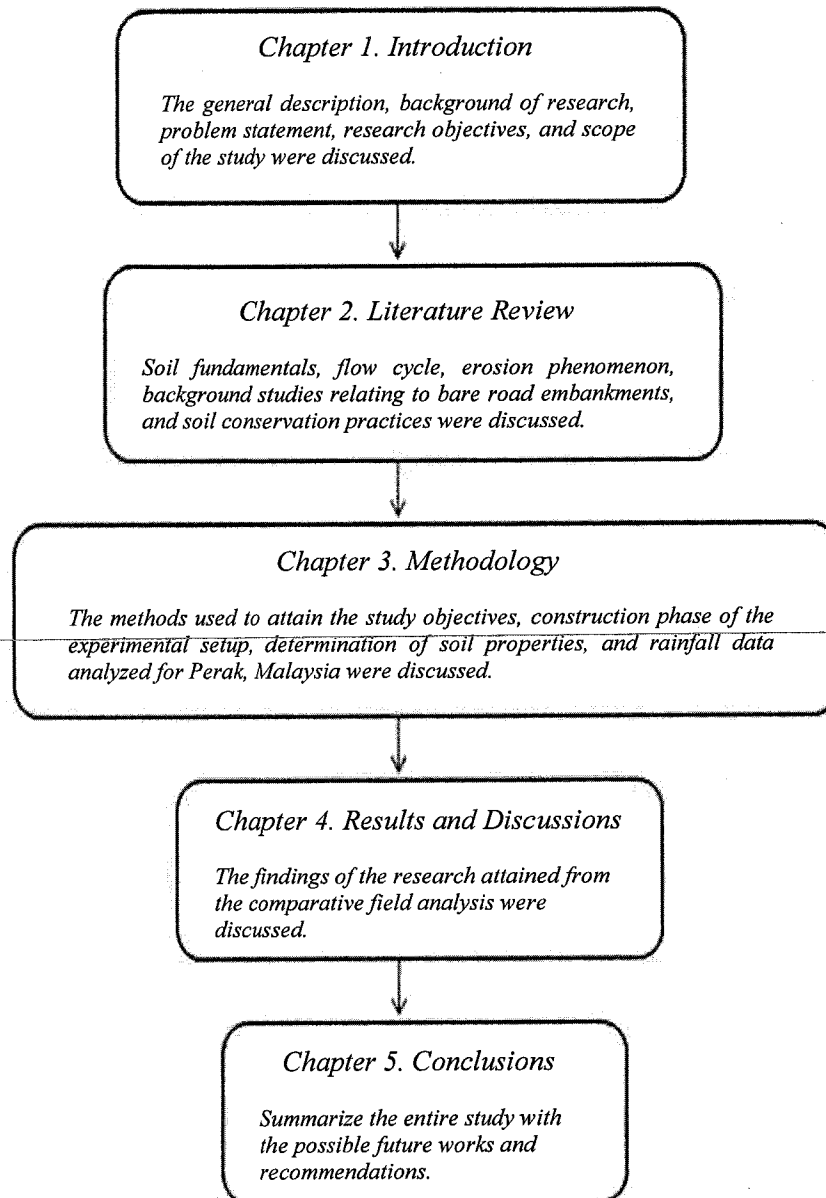 Chapter 1. Introduction
The general description, background of research,
problem statement, research objectives, and scope
of the study were discussed.
Chapter 2. Literature Review
Soil fundamentals, flow cycle, erosion phenomenon,
background studies relating to bare road embankments,
and soil conservation practices were discussed.
Chapter 3. Methodology
The methods used to attain the study objectives, construction phase of the
experimental setup, determination of soil properties, and rainfall data
analyzed for Perak, Malaysia were discussed.
Chapter 4. Results and Discussions
The findings of the research attained from
the comparative field analysis were
discussed.
Chapter 5. Conclusions
Summarize the entire study with
the possible future works and
recommendations.